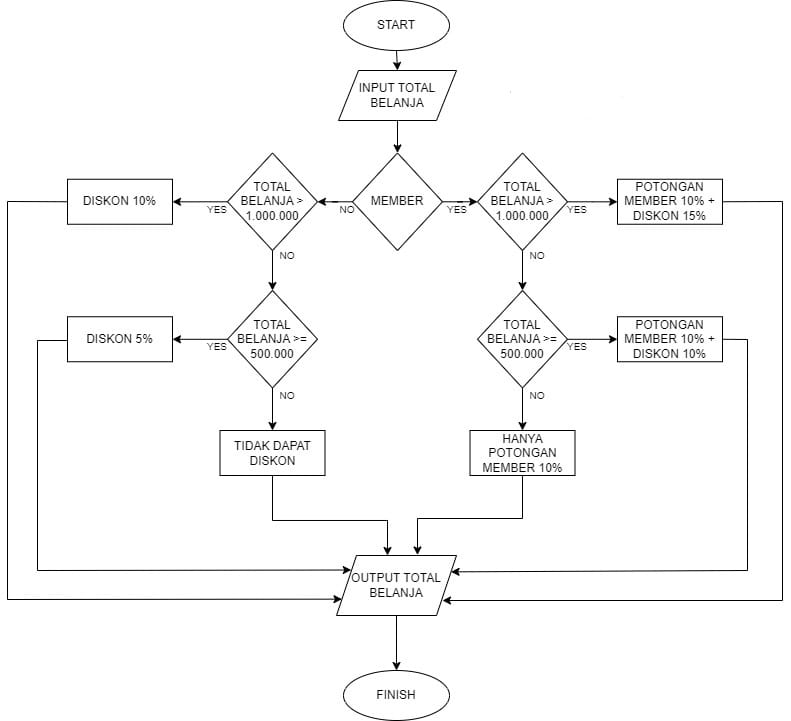 START
INPUT TOTAL
BELANJA
MEMBER
NO
YES
TOTAL
BELANJA >
1.000.000
YES
NO
DISKON 10%
TOTAL
BELANJA >
1.000.000
YES
NO
POTONGAN
MEMBER 10% +
DISKON 15%
TOTAL
BELANJA >=
500.000
YES
NO
DISKON 5%
TOTAL
BELANJA >=
500.000
YES
NO
POTONGAN
MEMBER 10% +
DISKON 10%
TIDAK DAPAT
DISKON
HANYA
POTONGAN
MEMBER 10%
OUTPUT TOTAL
BELANJA
FINISH